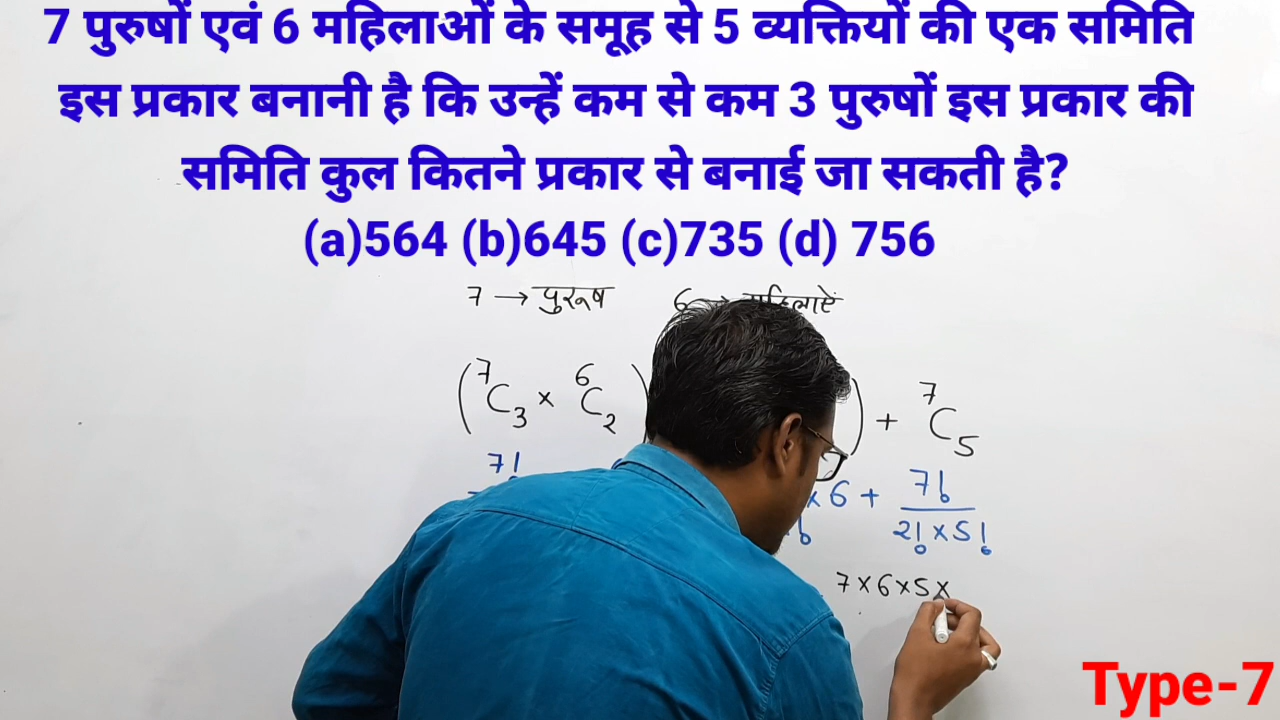 7 पुरुषों एवं 6 महिलाओं के समूह से 5 व्यक्तियों की एक समिति
इस प्रकार बनानी है कि उन्हें कम से कम 3 पुरुषों इस प्रकार की
समिति कुल कितने प्रकार से बनाई जा सकती है?
(a)564 (b)645 (c)735 (d) 756
7 → पुरूष 6 → महिलाऐं
(⁷C₃ × ⁶C₂) ) + ⁷C₅
7! × 6 + 7!
2! × 5!
7×6×5×
Type-7